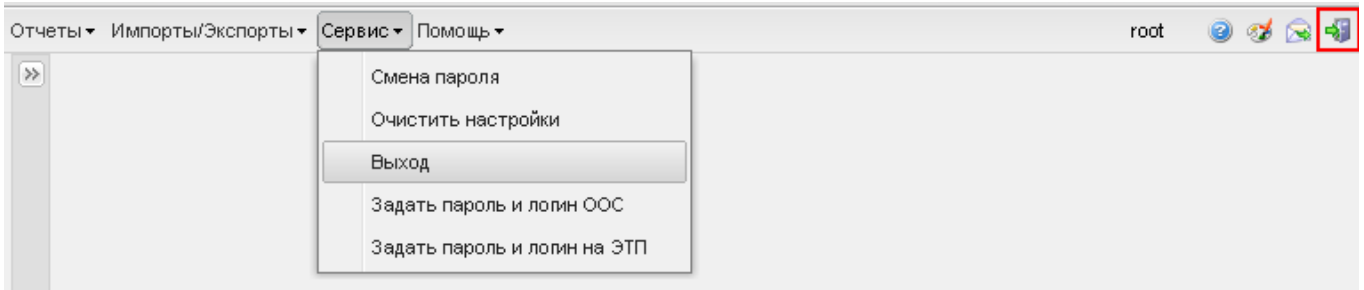 Отчеты Импорты/Экспорты Сервис Помощь root
Смена пароля
Очистить настройки
Выход
Задать пароль и логин ООС
Задать пароль и логин на ЭТП